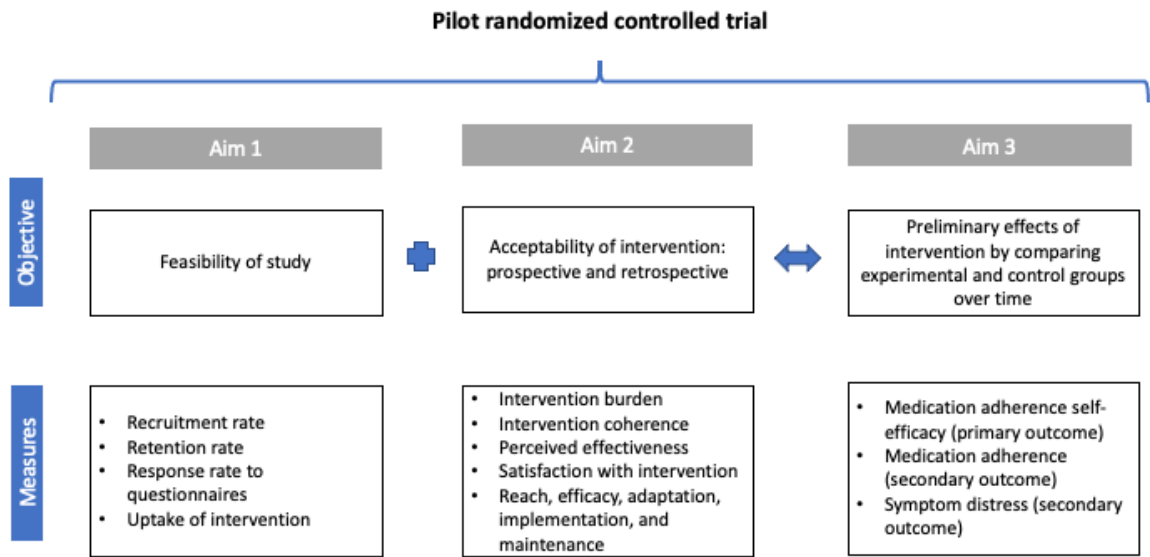 Pilot randomized controlled trial
Aim 1
Aim 2
Aim 3
Objective
Feasibility of study
Acceptability of intervention:
prospective and retrospective
Preliminary effects of
intervention by comparing
experimental and control groups
over time
Measures
• Recruitment rate
• Retention rate
• Response rate to
questionnaires
• Uptake of intervention
• Intervention burden
• Intervention coherence
• Perceived effectiveness
• Satisfaction with intervention
• Reach, efficacy, adaptation,
implementation, and
maintenance
• Medication adherence self-
efficacy (primary outcome)
• Medication adherence
(secondary outcome)
• Symptom distress (secondary
outcome)